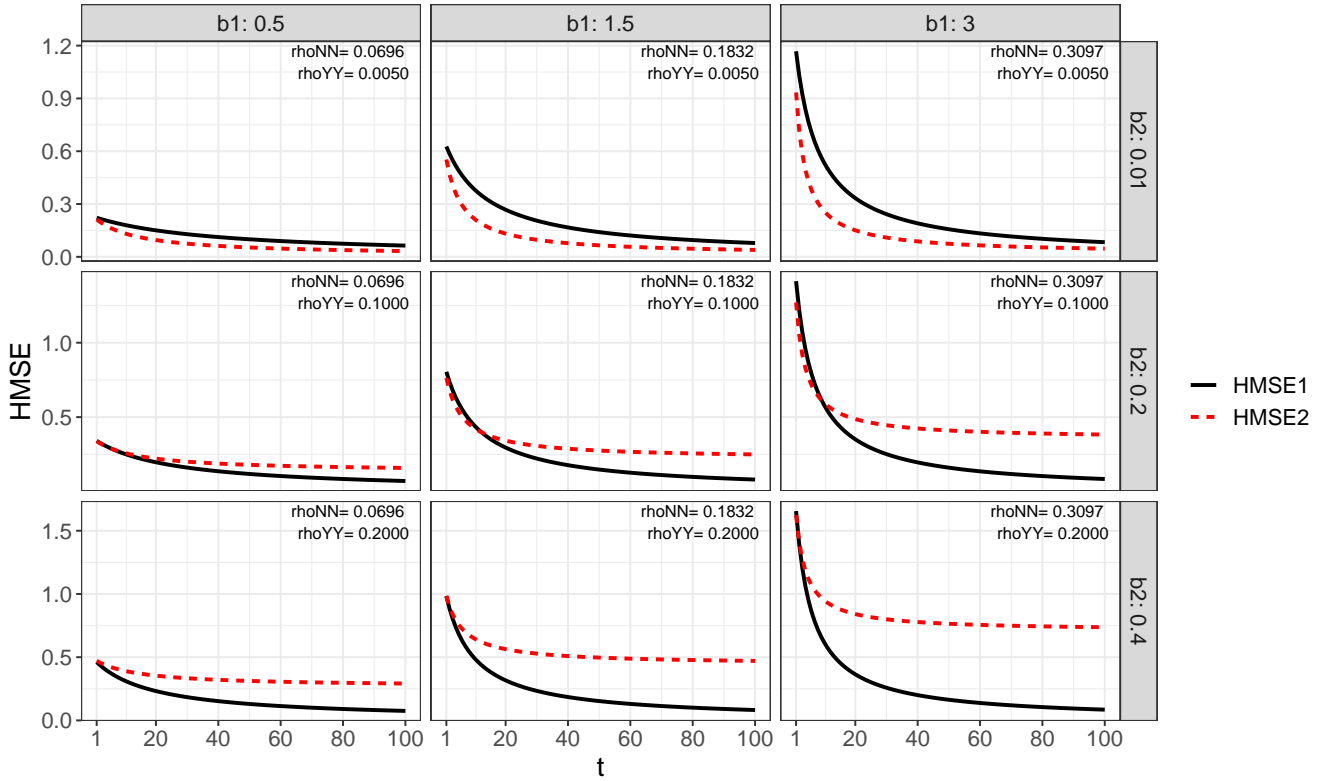 b1: 0.5
b1: 1.5
b1: 3
1.2
0.9
0.6
0.3
0.0
rhoNN= 0.0696
rhoYY= 0.0050
rhoNN= 0.1832
rhoYY= 0.0050
rhoNN= 0.3097
rhoYY= 0.0050
b2: 0.01
1.0
0.5
rhoNN= 0.0696
rhoYY= 0.1000
rhoNN= 0.1832
rhoYY= 0.1000
rhoNN= 0.3097
rhoYY= 0.1000
b2: 0.2
HMSE
1.5
1.0
0.5
0.0
rhoNN= 0.0696
rhoYY= 0.2000
rhoNN= 0.1832
rhoYY= 0.2000
rhoNN= 0.3097
rhoYY= 0.2000
b2: 0.4
1 20 40 60 80 100
1 20 40 60 80 100
1 20 40 60 80 100
t
HMSE1
HMSE2